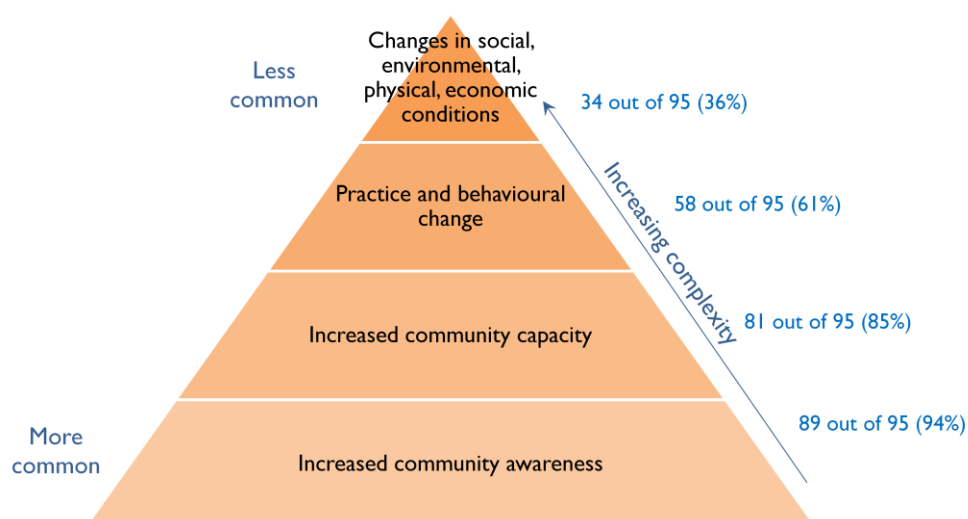 Changes in social,
environmental,
physical, economic
conditions
Less
common
34 out of 95 (36%)
Increasing complexity
Practice and behavioural
change
58 out of 95 (61%)
Increased community capacity
81 out of 95 (85%)
89 out of 95 (94%)
More
common
Increased community awareness